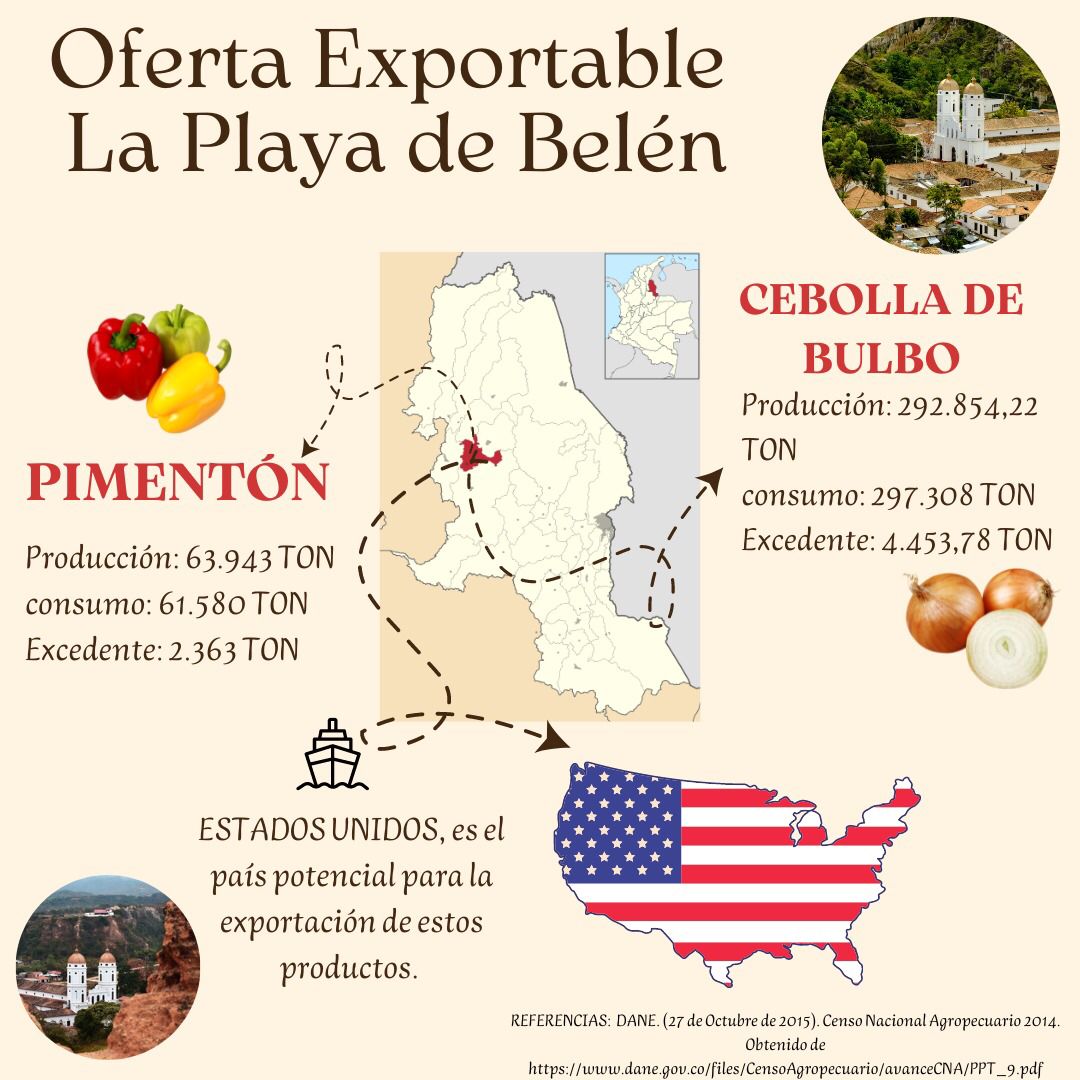 Oferta Exportable
La Playa de Belén
CEBOLLA DE
BULBO
Producción: 292.854,22
TON
consumo: 297.308 TON
Excedente: 4.453,78 TON
PIMENTÓN
Producción: 63.943 TON
consumo: 61.580 TON
Excedente: 2.363 TON
ESTADOS UNIDOS, es el
país potencial para la
exportación de estos
productos.
REFERENCIAS: DANE. (27 de Octubre de 2015). Censo Nacional Agropecuario 2014.
Obtenido de
https://www.dane.gov.co/files/CensoAgropecuario/avanceCNA/PPT_9.pdf